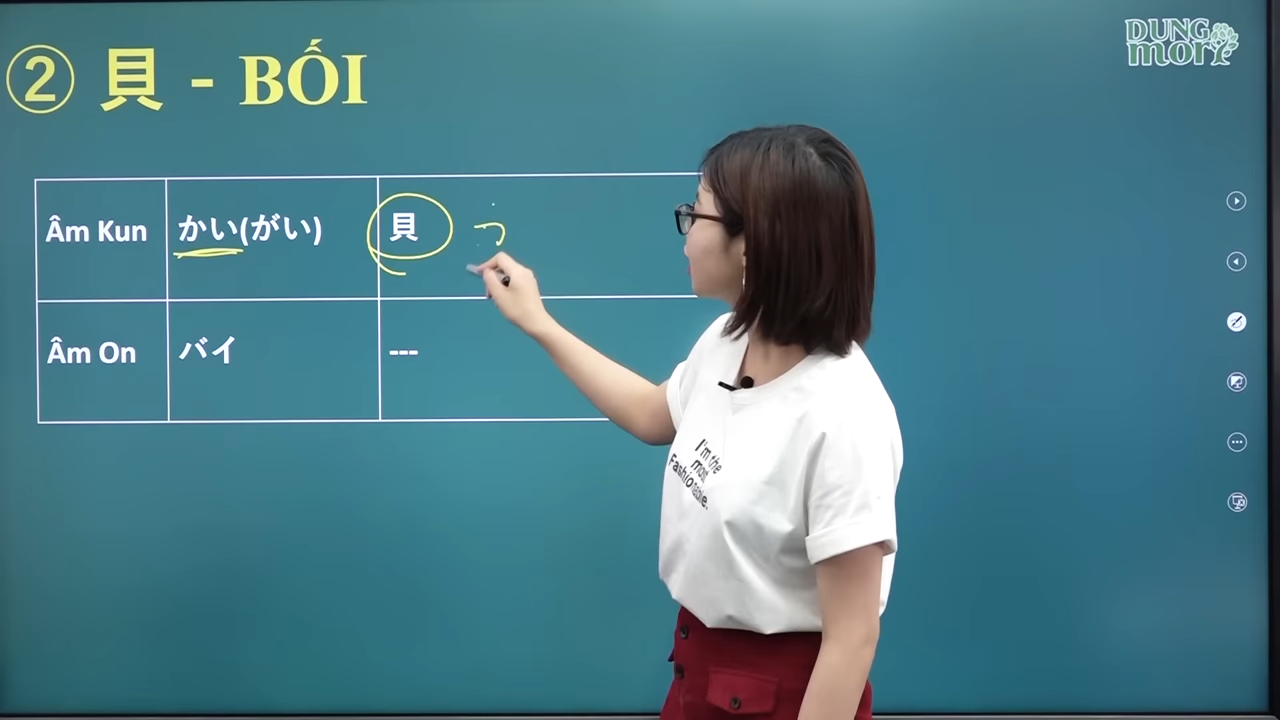 ② 貝 - BỐI
DUNG
mori
Âm Kun かい(がい) 貝 つ
Âm On バイ ---
I'm the
most
Fashionable.